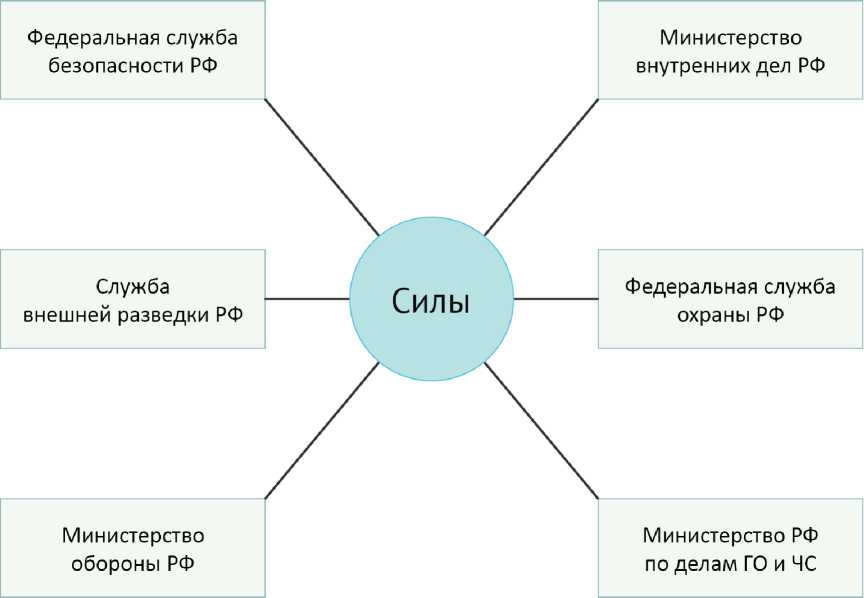 Федеральная служба
безопасности РФ
Министерство
внутренних дел РФ
Служба
внешней разведки РФ
Силы
Федеральная служба
охраны РФ
Министерство
обороны РФ
Министерство РФ
по делам ГО и ЧС